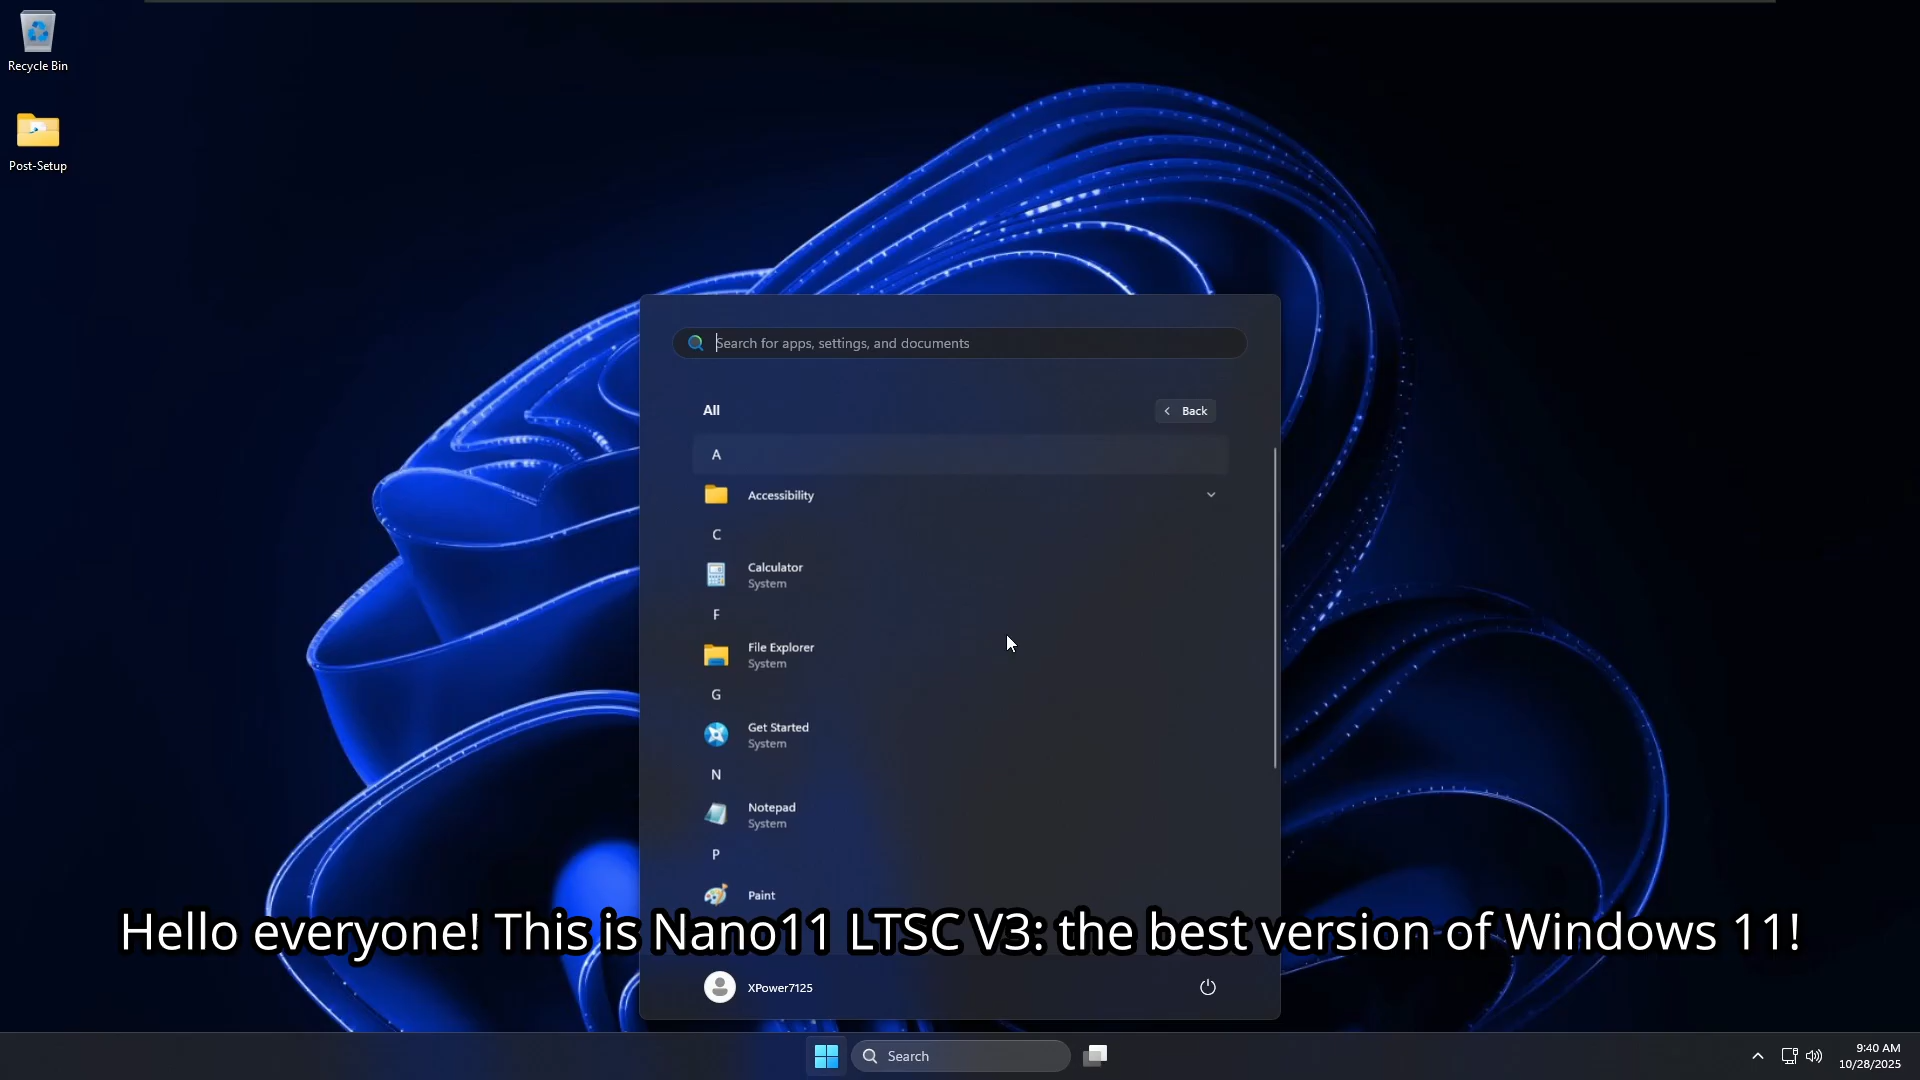 Recycle Bin
Post-Setup
Search for apps, settings, and documents
All
Back
A
Accessibility
C
Calculator
System
F
File Explorer
System
G
Get Started
System
N
Notepad
System
P
Paint
Hello everyone! This is Nano11 LTSC V3: the best version of Windows 11!
XPower7125
Search
9:40 AM
10/28/2025